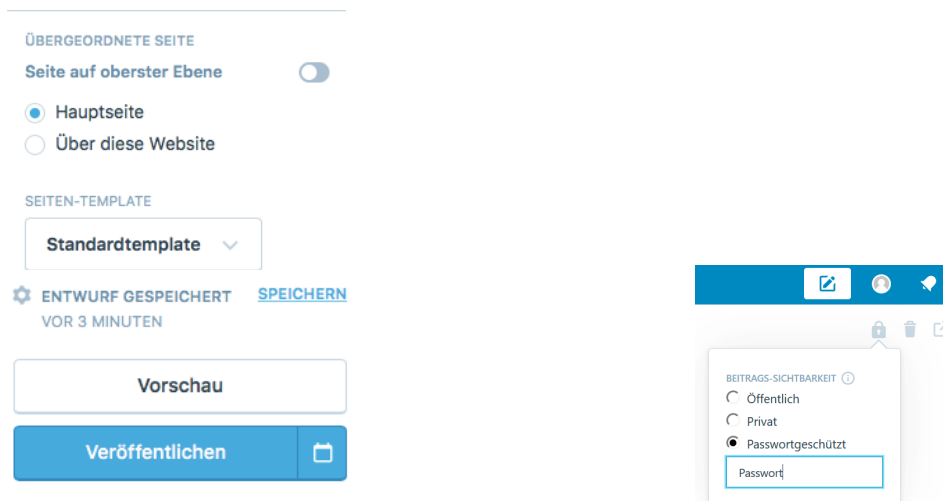 ÜBERGEORDNETE SEITE
Seite auf oberster Ebene
Hauptseite
Über diese Website
SEITEN-TEMPLATE
Standardtemplate
ENTWURF GESPEICHERT SPEICHERN
VOR 3 MINUTEN
Vorschau
Veröffentlichen
BEITRAGS-SICHTBARKEIT
Öffentlich
Privat
Passwortgeschützt
Passwort